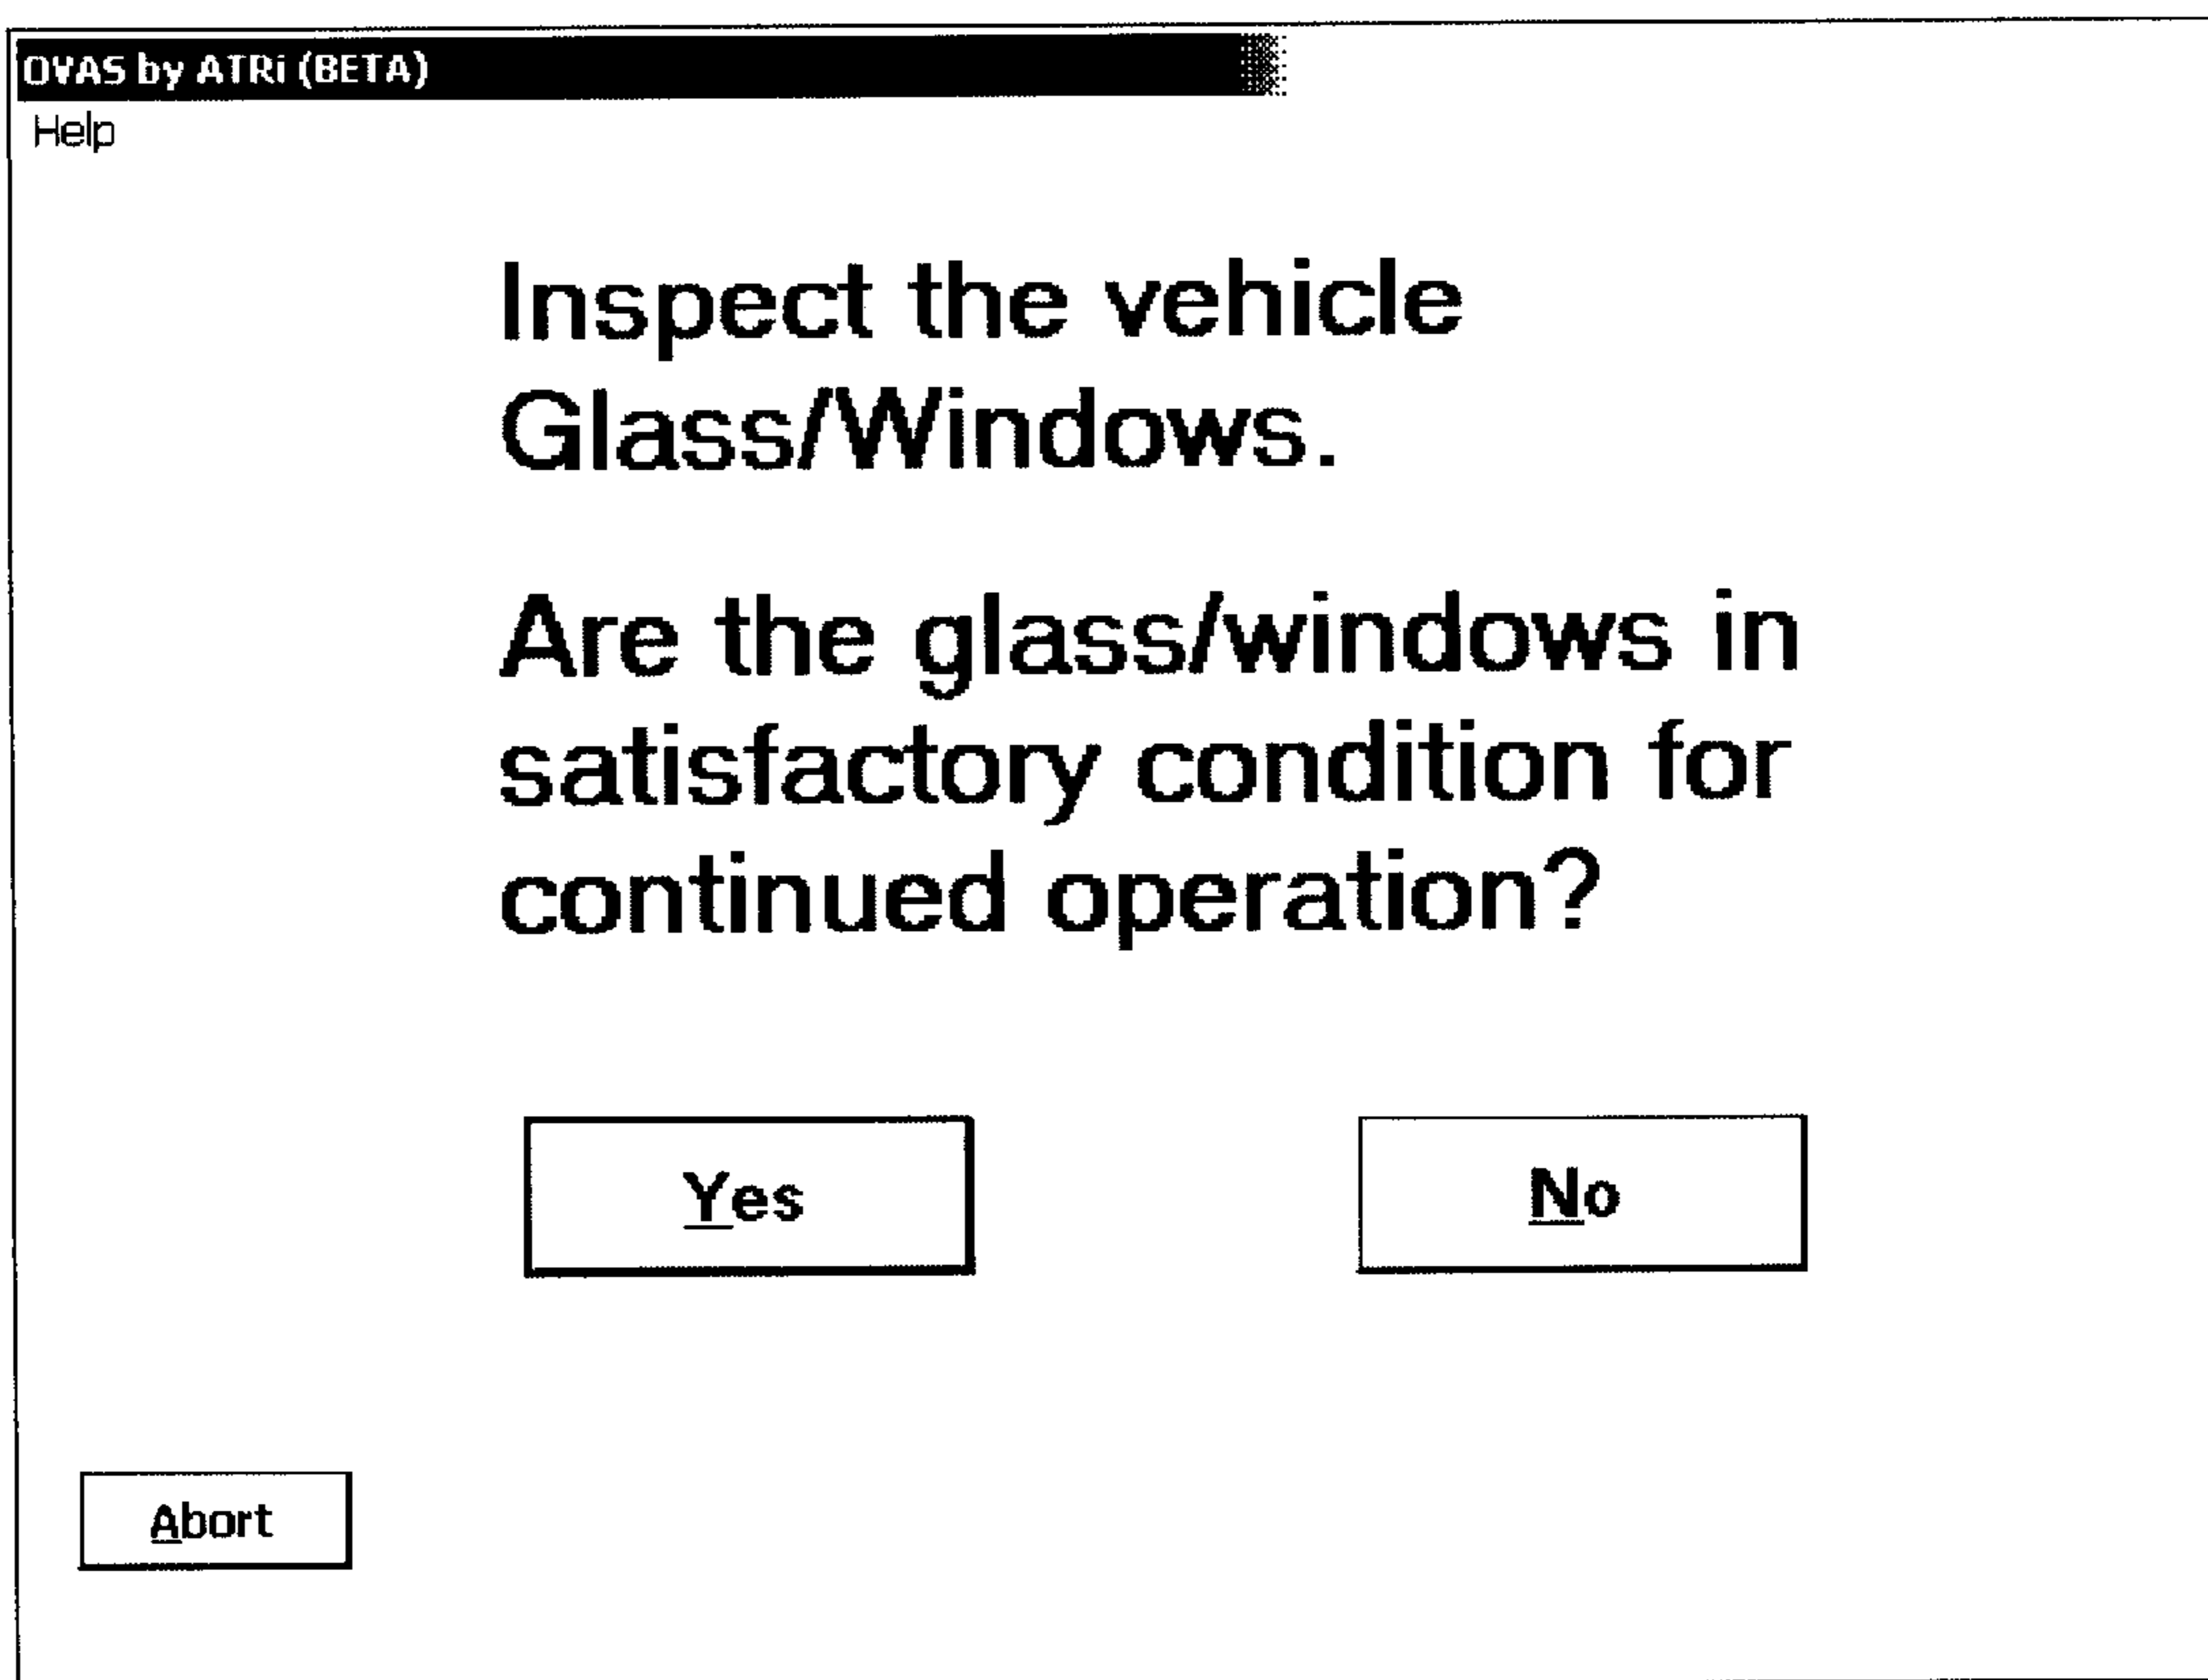 OVAS by ATRi (BETA)
Help
Inspect the vehicle
Glass/Windows.
Are the glass/windows in
satisfactory condition for
continued operation?
Yes
No
Abort